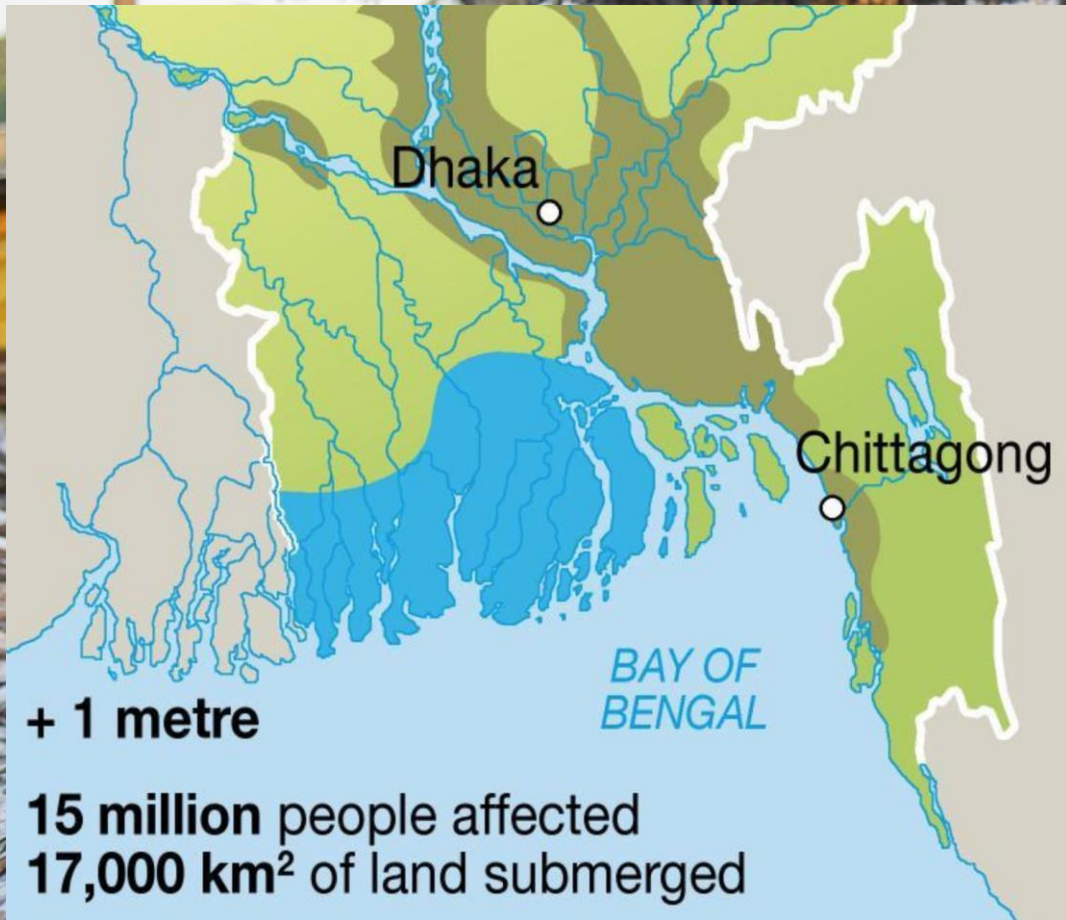 Dhaka
Chittagong
BAY OF
BENGAL
+ 1 metre
15 million people affected
17,000 km² of land submerged